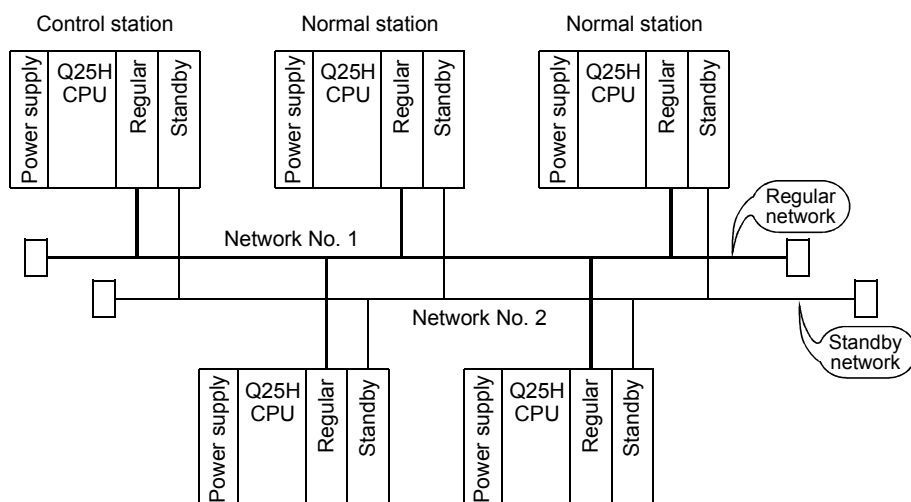 Control station
Normal station
Normal station
Power supply
Q25H
CPU
Regular
Standby
Power supply
Q25H
CPU
Regular
Standby
Power supply
Q25H
CPU
Regular
Standby
Regular
network
Network No. 1
Network No. 2
Standby
network
Power supply
Q25H
CPU
Regular
Standby
Power supply
Q25H
CPU
Regular
Standby